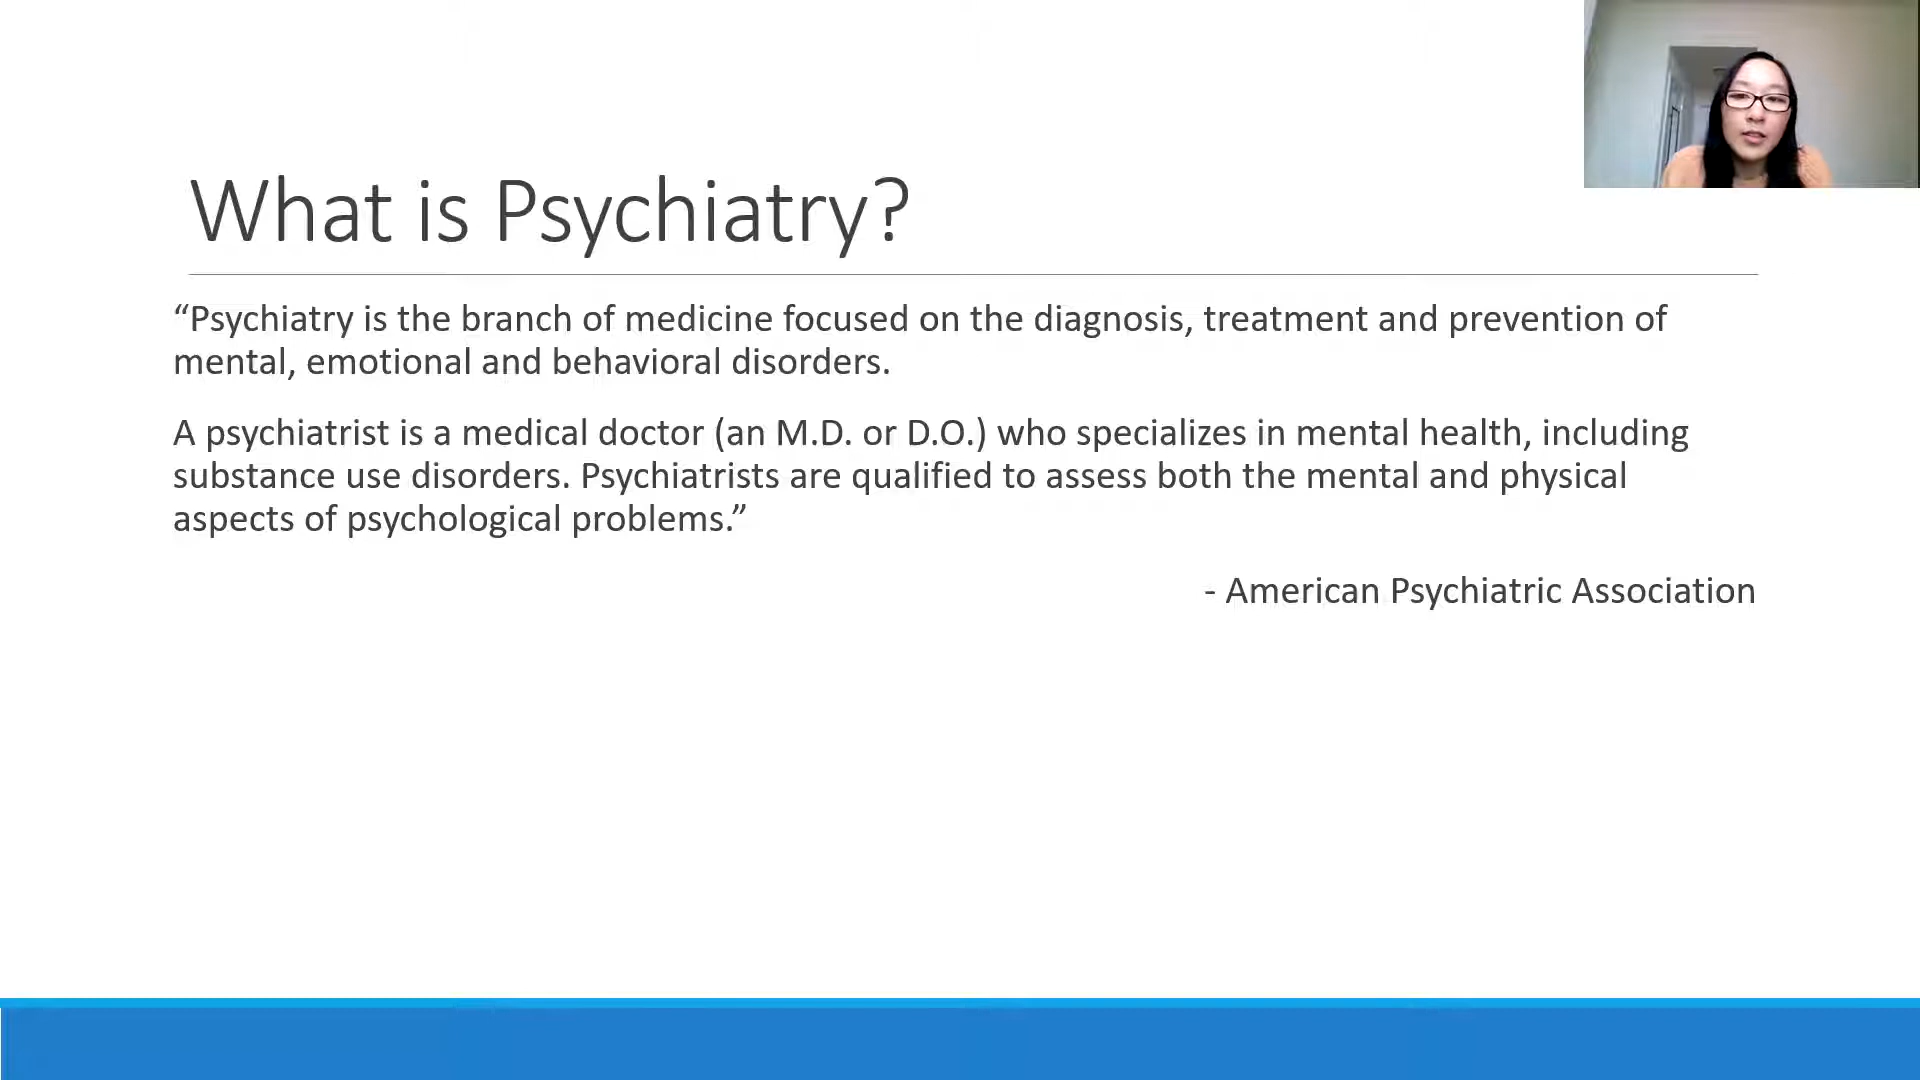 What is Psychiatry?
“Psychiatry is the branch of medicine focused on the diagnosis, treatment and prevention of
mental, emotional and behavioral disorders.
A psychiatrist is a medical doctor (an M.D. or D.O.) who specializes in mental health, including
substance use disorders. Psychiatrists are qualified to assess both the mental and physical
aspects of psychological problems.”
- American Psychiatric Association